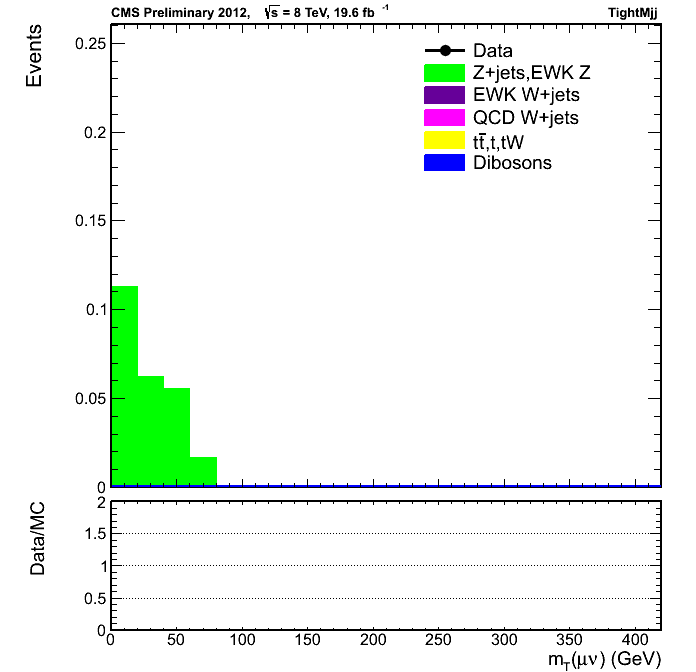 CMS Preliminary 2012, √s = 8 TeV, 19.6 fb⁻¹ TightMjj
Events
0.25
0.2
0.15
0.1
0.05
0
Data
Z+jets,EWK Z
EWK W+jets
QCD W+jets
tt̅,t,tW
Dibosons
Data/MC
2
1.5
1
0.5
0
0 50 100 150 200 250 300 350 400
m_T(μν) (GeV)